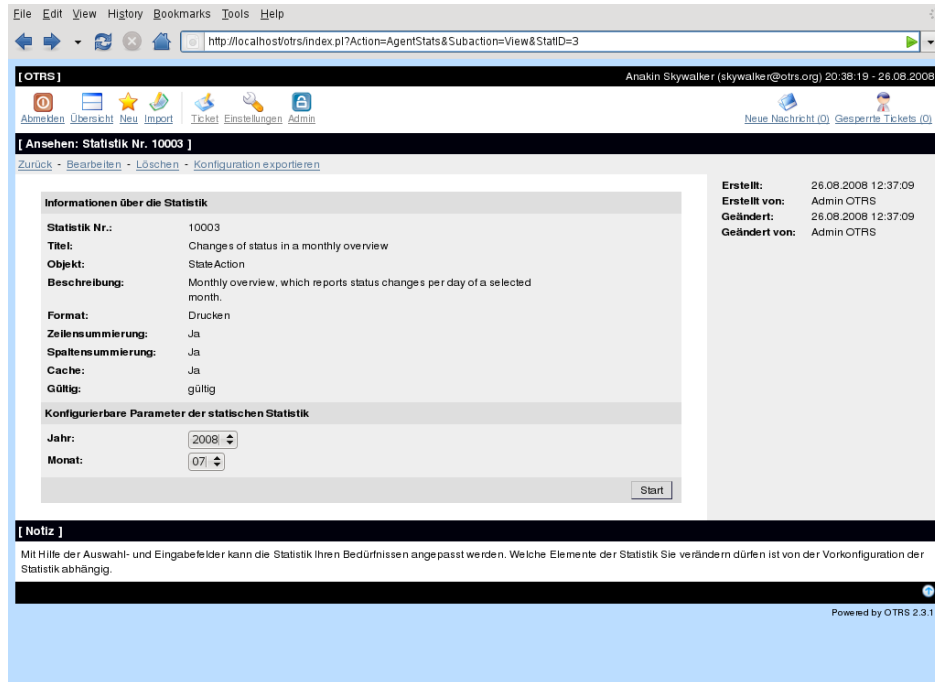 File Edit View History Bookmarks Tools Help
http://localhost/otrs/index.pl?Action=AgentStats&Subaction=View&StatID=3
[ OTRS ] Anakin Skywalker (skywalker@otrs.org) 20:38:19 - 26.08.2008
Abmelden Übersicht Neu Import Ticket Einstellungen Admin Neue Nachricht (0) Gesperrte Tickets (0)
[ Ansehen: Statistik Nr. 10003 ]
Zurück - Bearbeiten - Löschen - Konfiguration exportieren
Informationen über die Statistik
Statistik Nr.: 10003
Titel: Changes of status in a monthly overview
Objekt: StateAction
Beschreibung: Monthly overview, which reports status changes per day of a selected
month.
Format: Drucken
Zeilensummierung: Ja
Spaltensummierung: Ja
Cache: Ja
Gültig: gültig
Konfigurierbare Parameter der statischen Statistik
Jahr: 2008
Monat: 07
Start
Erstellt: 26.08.2008 12:37:09
Erstellt von: Admin OTRS
Geändert: 26.08.2008 12:37:09
Geändert von: Admin OTRS
[ Notiz ]
Mit Hilfe der Auswahl- und Eingabefelder kann die Statistik Ihren Bedürfnissen angepasst werden. Welche Elemente der Statistik Sie verändern dürfen ist von der Vorkonfiguration der
Statistik abhängig.
Powered by OTRS 2.3.1